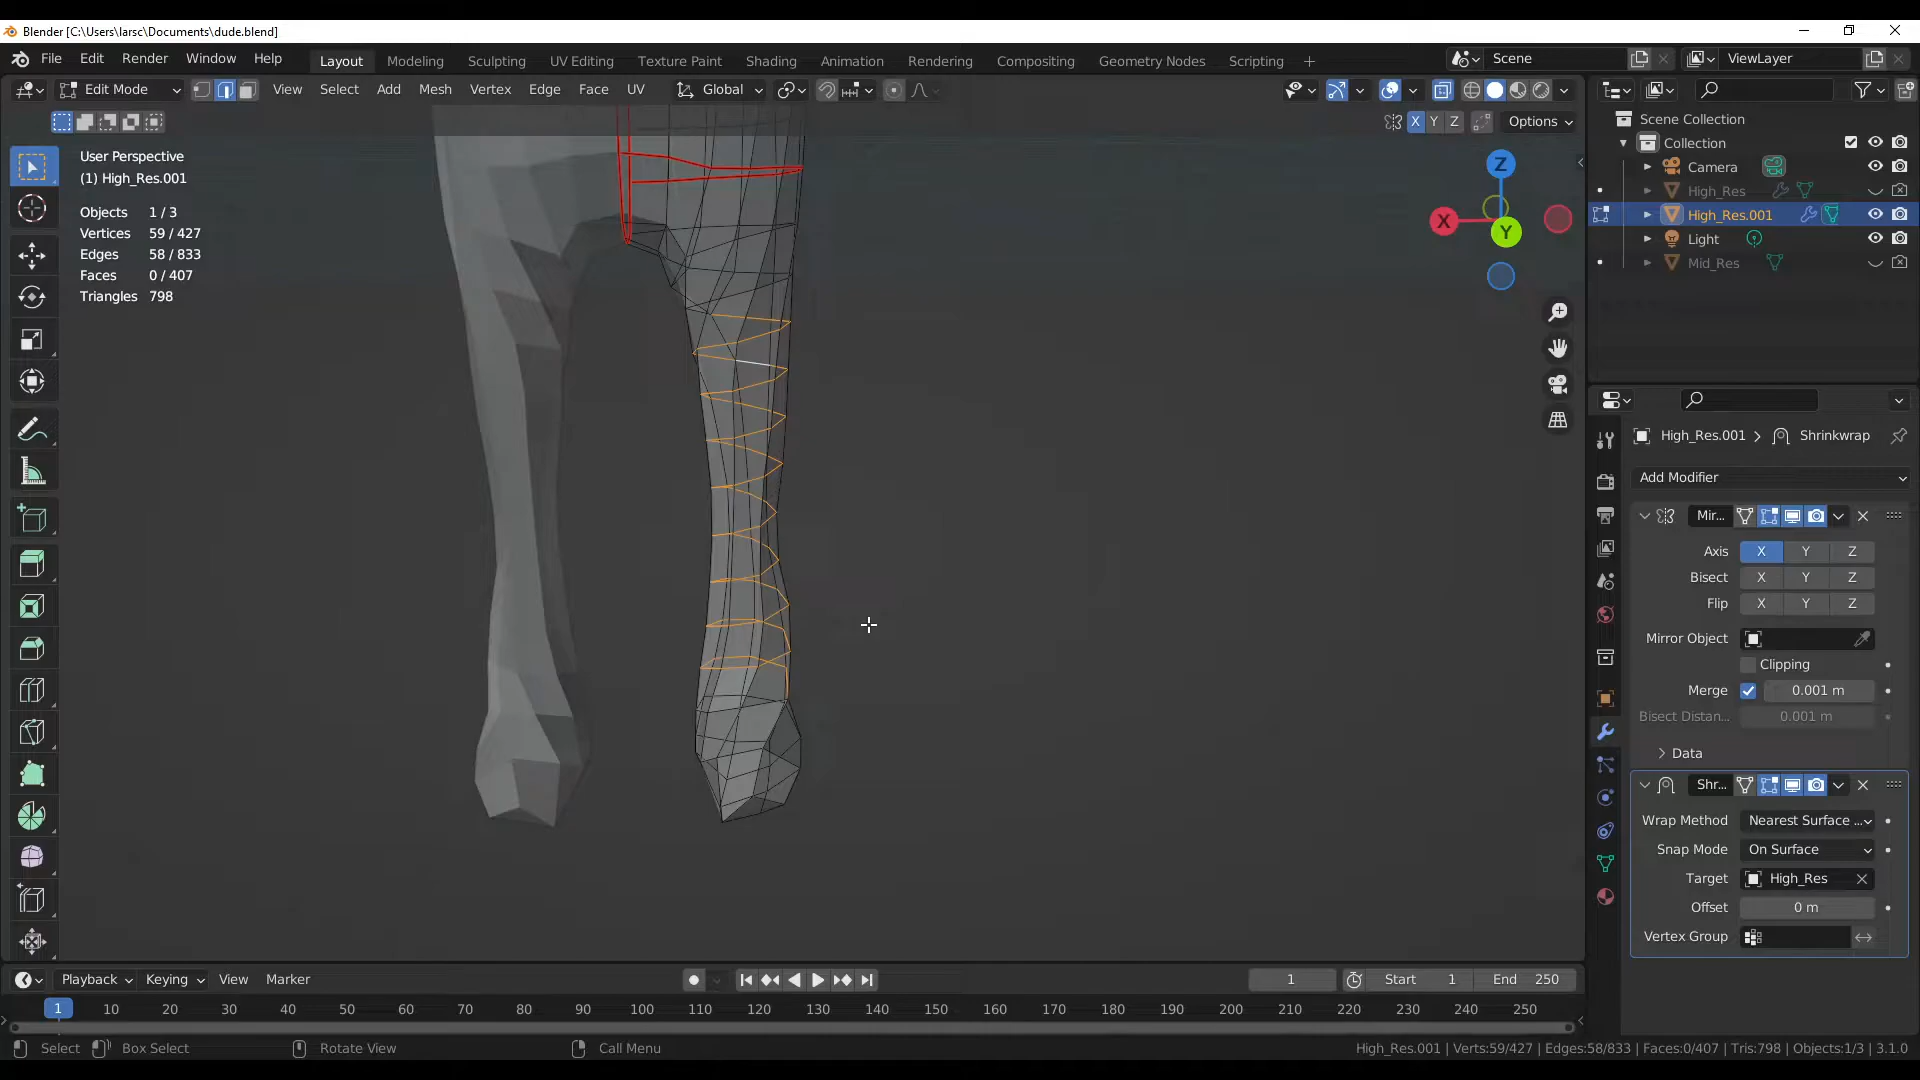 Blender [C:\Users\larsc\Documents\dude.blend]
File Edit Render Window Help Layout Modeling Sculpting UV Editing Texture Paint Shading Animation Rendering Compositing Geometry Nodes Scripting + Scene ViewLayer
Edit Mode View Select Add Mesh Vertex Edge Face UV Global
X Y Z Options
User Perspective
(1) High_Res.001
Objects 1 / 3
Vertices 59 / 427
Edges 58 / 833
Faces 0 / 407
Triangles 798
Z
X
Y
Scene Collection
Collection
Camera
High_Res
High_Res.001
Light
Mid_Res
High_Res.001 > Shrinkwrap
Add Modifier
Mir...
Axis X Y Z
Bisect X Y Z
Flip X Y Z
Mirror Object
Clipping
Merge 0.001 m
Bisect Distan... 0.001 m
Data
Shr...
Wrap Method Nearest Surface ...
Snap Mode On Surface
Target High_Res
Offset 0 m
Vertex Group
Playback Keying View Marker 1 Start 1 End 250
1 10 20 30 40 50 60 70 80 90 100 110 120 130 140 150 160 170 180 190 200 210 220 230 240 250
Select Box Select Rotate View Call Menu High_Res.001 | Verts:59/427 | Edges:58/833 | Faces:0/407 | Tris:798 | Objects:1/3 | 3.1.0